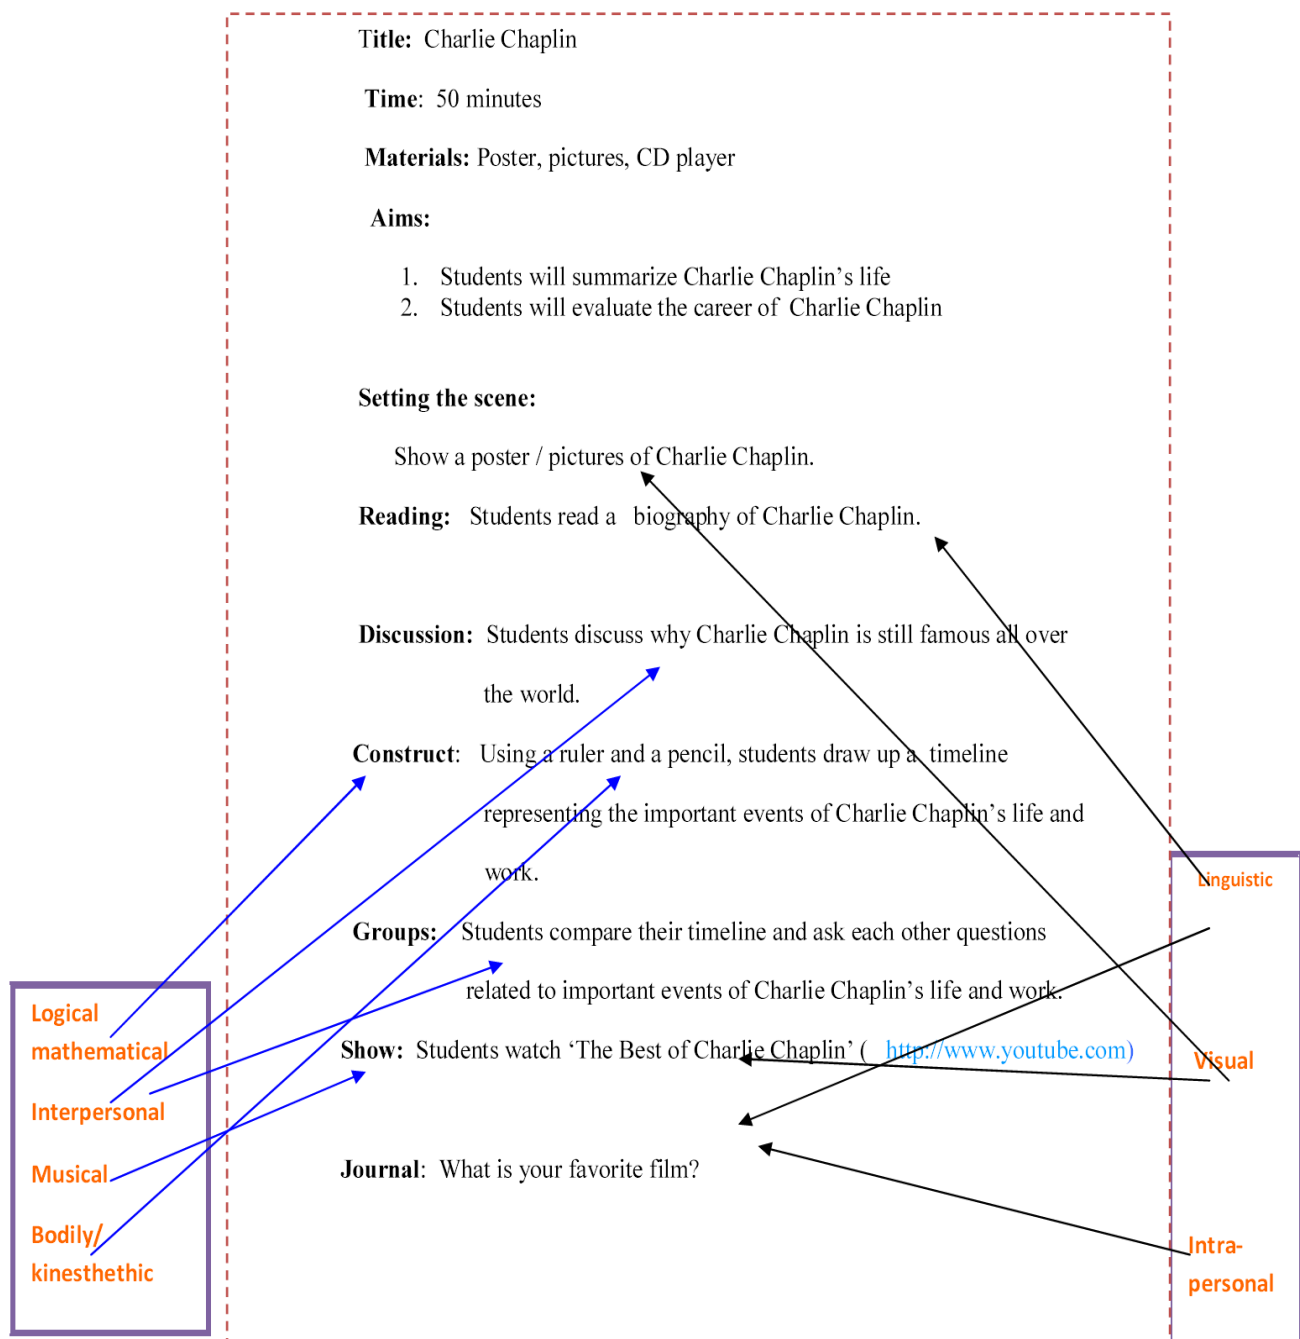 Title: Charlie Chaplin
Time: 50 minutes
Materials: Poster, pictures, CD player
Aims:
1. Students will summarize Charlie Chaplin’s life
2. Students will evaluate the career of Charlie Chaplin
Setting the scene:
Show a poster / pictures of Charlie Chaplin.
Reading: Students read a biography of Charlie Chaplin.
Discussion: Students discuss why Charlie Chaplin is still famous all over
the world.
Construct: Using a ruler and a pencil, students draw up a timeline
representing the important events of Charlie Chaplin’s life and
work.
Groups: Students compare their timeline and ask each other questions
related to important events of Charlie Chaplin’s life and work.
Show: Students watch ‘The Best of Charlie Chaplin’ ( http://www.youtube.com)
Journal: What is your favorite film?
Logical
mathematical
Interpersonal
Musical
Bodily/
kinesthethic
Linguistic
Visual
Intra-
personal